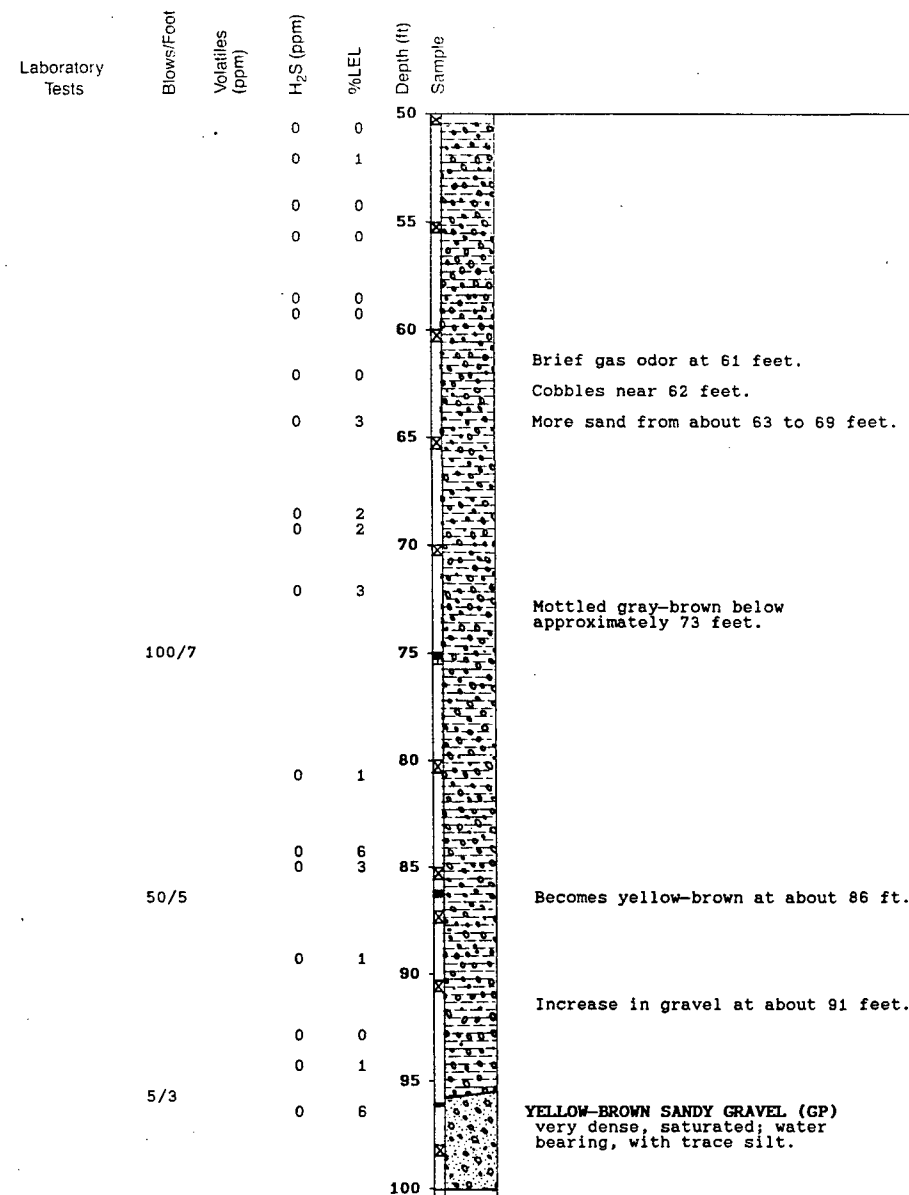 Laboratory Tests Blows/Foot Volatiles (ppm) H₂S (ppm) %LEL Depth (ft) Sample
50
0 0
0 1
0 0
55
0 0
0 0
0 0
60
Brief gas odor at 61 feet.
0 0
Cobbles near 62 feet.
0 3 More sand from about 63 to 69 feet.
65
0 2
0 2
70
0 3
Mottled gray-brown below
approximately 73 feet.
100/7 75
80
0 1
0 6
0 3 85
50/5 Becomes yellow-brown at about 86 ft.
0 1
90
Increase in gravel at about 91 feet.
0 0
0 1
95
5/3
0 6 YELLOW-BROWN SANDY GRAVEL (GP)
very dense, saturated; water
bearing, with trace silt.
100